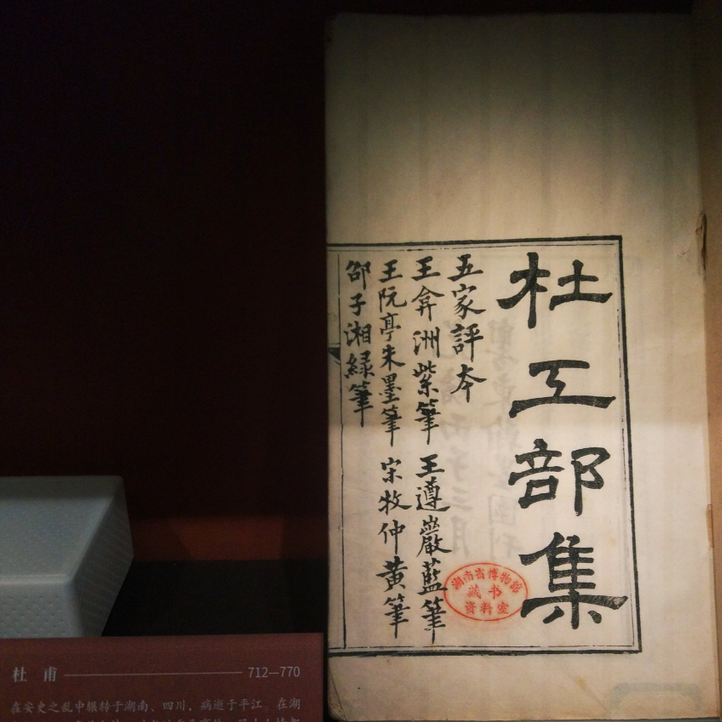 杜工部集
五家評本
王弇洲紫筆 王遵巖藍筆
王阮亭朱墨筆 宋牧仲黃筆
邵子湘緑筆
湖南省博物館
藏书
資料室
杜 甫 712—770
在安史之乱中辗转于湖南、四川，病逝于平江。在湖